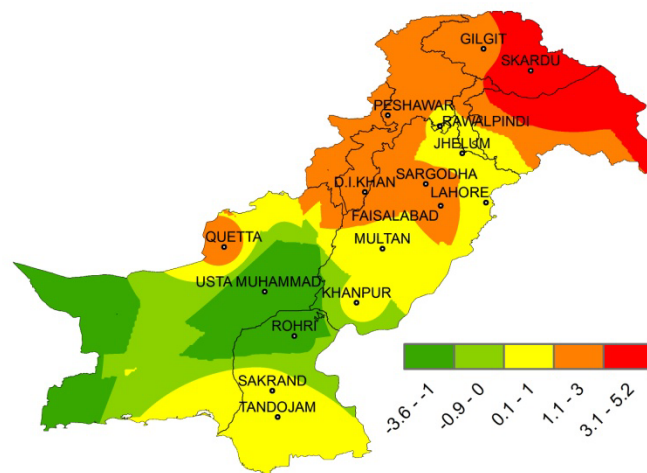 GILGIT
SKARDU
PESHAWAR
RAWALPINDI
JHELUM
D.I.KHAN
SARGODHA
LAHORE
FAISALABAD
QUETTA
MULTAN
USTA MUHAMMAD
KHANPUR
ROHRI
SAKRAND
TANDOJAM
-3.6 - -1
-0.9 - 0
0.1 - 1
1.1 - 3
3.1 - 5.2